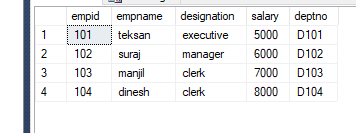 empid empname designation salary deptno
1 101 teksan executive 5000 D101
2 102 suraj manager 6000 D102
3 103 manjil clerk 7000 D103
4 104 dinesh clerk 8000 D104